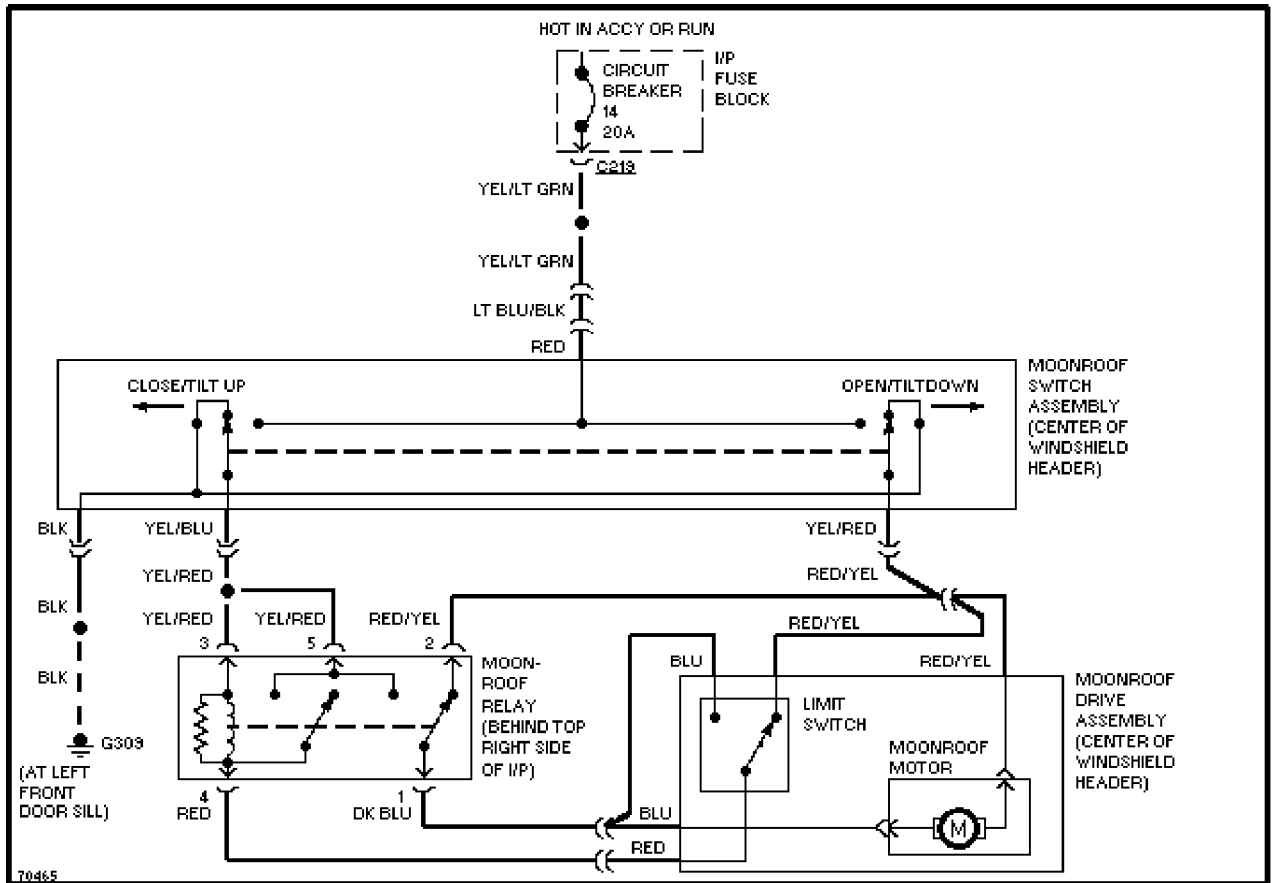 HOT IN ACCY OR RUN
CIRCUIT
BREAKER
14
20A
I/P
FUSE
BLOCK
C219
YEL/LT GRN
YEL/LT GRN
LT BLU/BLK
RED
CLOSE/TILT UP
OPEN/TILTDOWN
MOONROOF
SWITCH
ASSEMBLY
(CENTER OF
WINDSHIELD
HEADER)
BLK
YEL/BLU
YEL/RED
YEL/RED
RED/YEL
BLK
YEL/RED
YEL/RED
RED/YEL
RED/YEL
3
5
2
BLU
RED/YEL
BLK
MOON-
ROOF
RELAY
(BEHIND TOP
RIGHT SIDE
OF I/P)
LIMIT
SWITCH
MOONROOF
DRIVE
ASSEMBLY
(CENTER OF
WINDSHIELD
HEADER)
MOONROOF
MOTOR
G309
(AT LEFT
FRONT
DOOR SILL)
4
RED
1
DK BLU
BLU
M
RED
70465